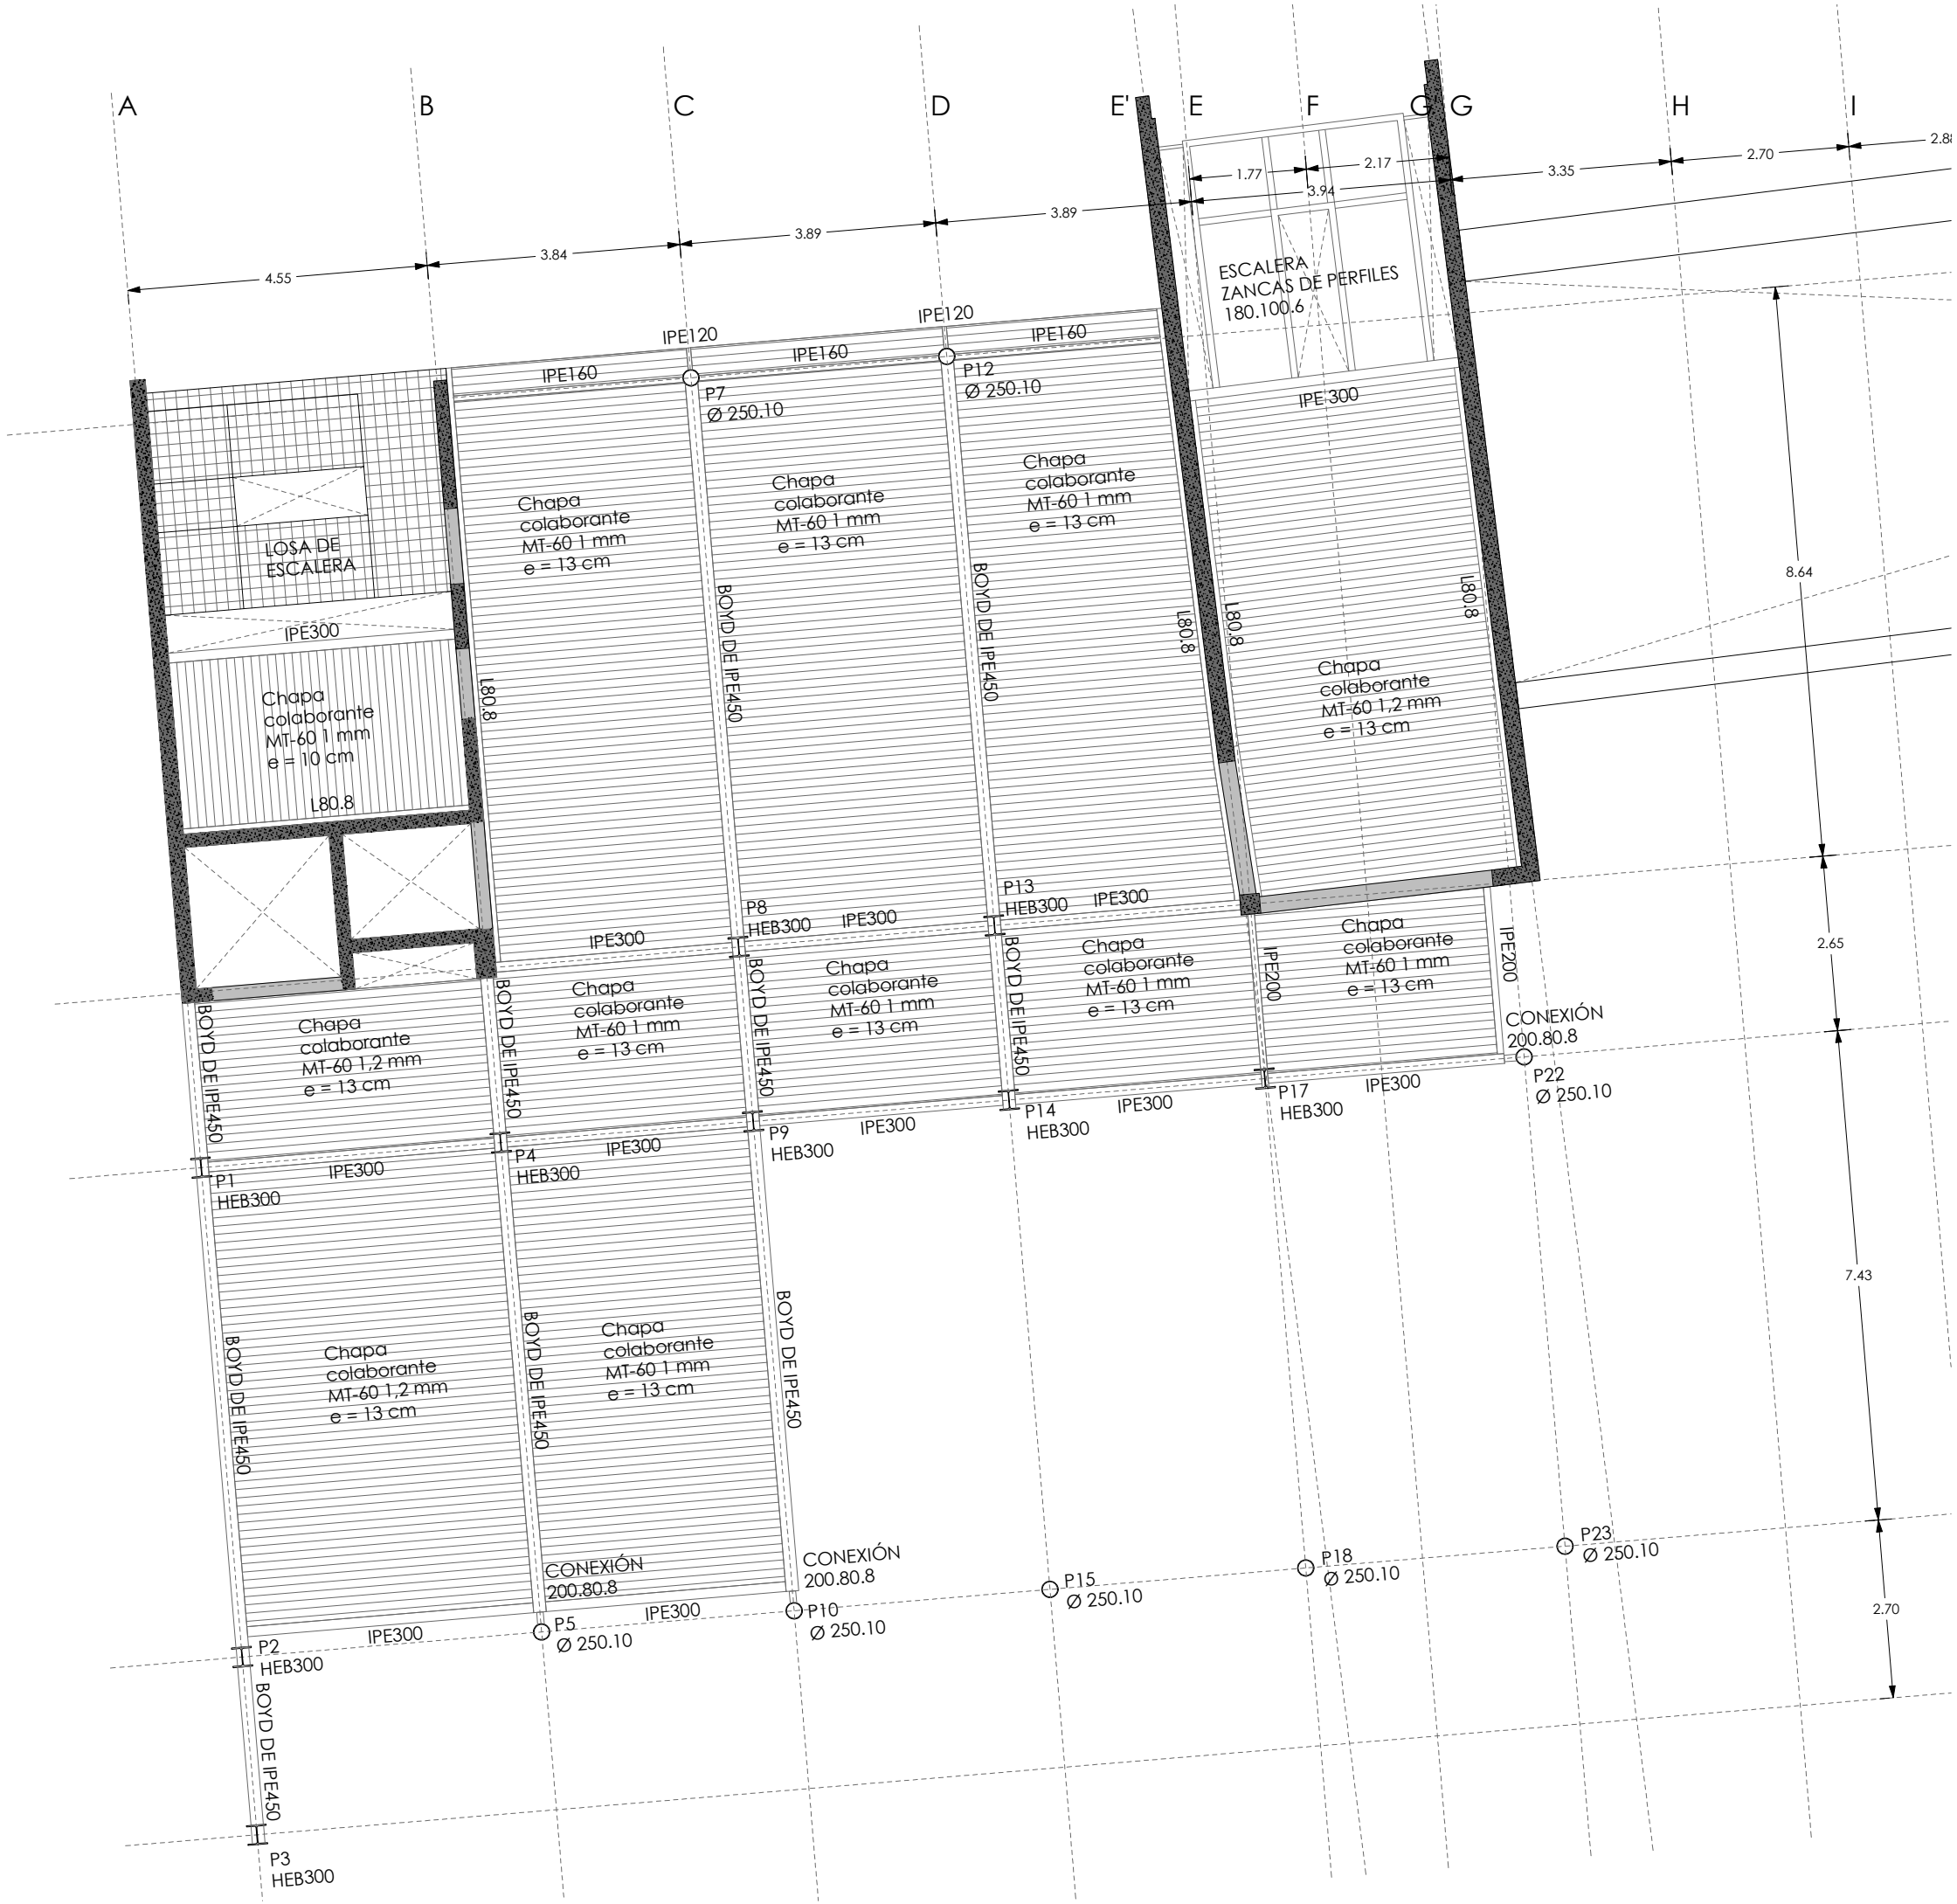 A
B
C
D
E'
E
F
G'
G
H
I
4.55
3.84
3.89
3.89
1.77
2.17
3.94
3.35
2.70
ESCALERA
ZANCAS DE PERFILES
180.100.6
IPE120
IPE120
IPE160
IPE160
IPE160
P7
Ø 250.10
P12
Ø 250.10
IPE 300
Chapa
colaborante
MT-60 1 mm
e = 13 cm
Chapa
colaborante
MT-60 1 mm
e = 13 cm
Chapa
colaborante
MT-60 1 mm
e = 13 cm
LOSA DE
ESCALERA
IPE300
Chapa
colaborante
MT-60 1 mm
e = 10 cm
L80.8
L80.8
BOYD DE IPE450
BOYD DE IPE450
L80.8
L80.8
L80.8
Chapa
colaborante
MT-60 1,2 mm
e = 13 cm
8.64
2.65
7.43
2.70
P8
HEB300
P13
HEB300
IPE300
IPE300
IPE300
BOYD DE IPE450
Chapa
colaborante
MT-60 1,2 mm
e = 13 cm
BOYD DE IPE450
Chapa
colaborante
MT-60 1 mm
e = 13 cm
BOYD DE IPE450
Chapa
colaborante
MT-60 1 mm
e = 13 cm
BOYD DE IPE450
Chapa
colaborante
MT-60 1 mm
e = 13 cm
IPE200
Chapa
colaborante
MT-60 1 mm
e = 13 cm
IPE200
CONEXIÓN
200.80.8
P22
Ø 250.10
P1
HEB300
IPE300
P4
HEB300
IPE300
P9
HEB300
IPE300
P14
HEB300
IPE300
P17
HEB300
IPE300
BOYD DE IPE450
Chapa
colaborante
MT-60 1,2 mm
e = 13 cm
BOYD DE IPE450
Chapa
colaborante
MT-60 1 mm
e = 13 cm
BOYD DE IPE450
CONEXIÓN
200.80.8
CONEXIÓN
200.80.8
P2
HEB300
IPE300
P5
Ø 250.10
IPE300
P10
Ø 250.10
P15
Ø 250.10
P18
Ø 250.10
P23
Ø 250.10
BOYD DE IPE450
P3
HEB300